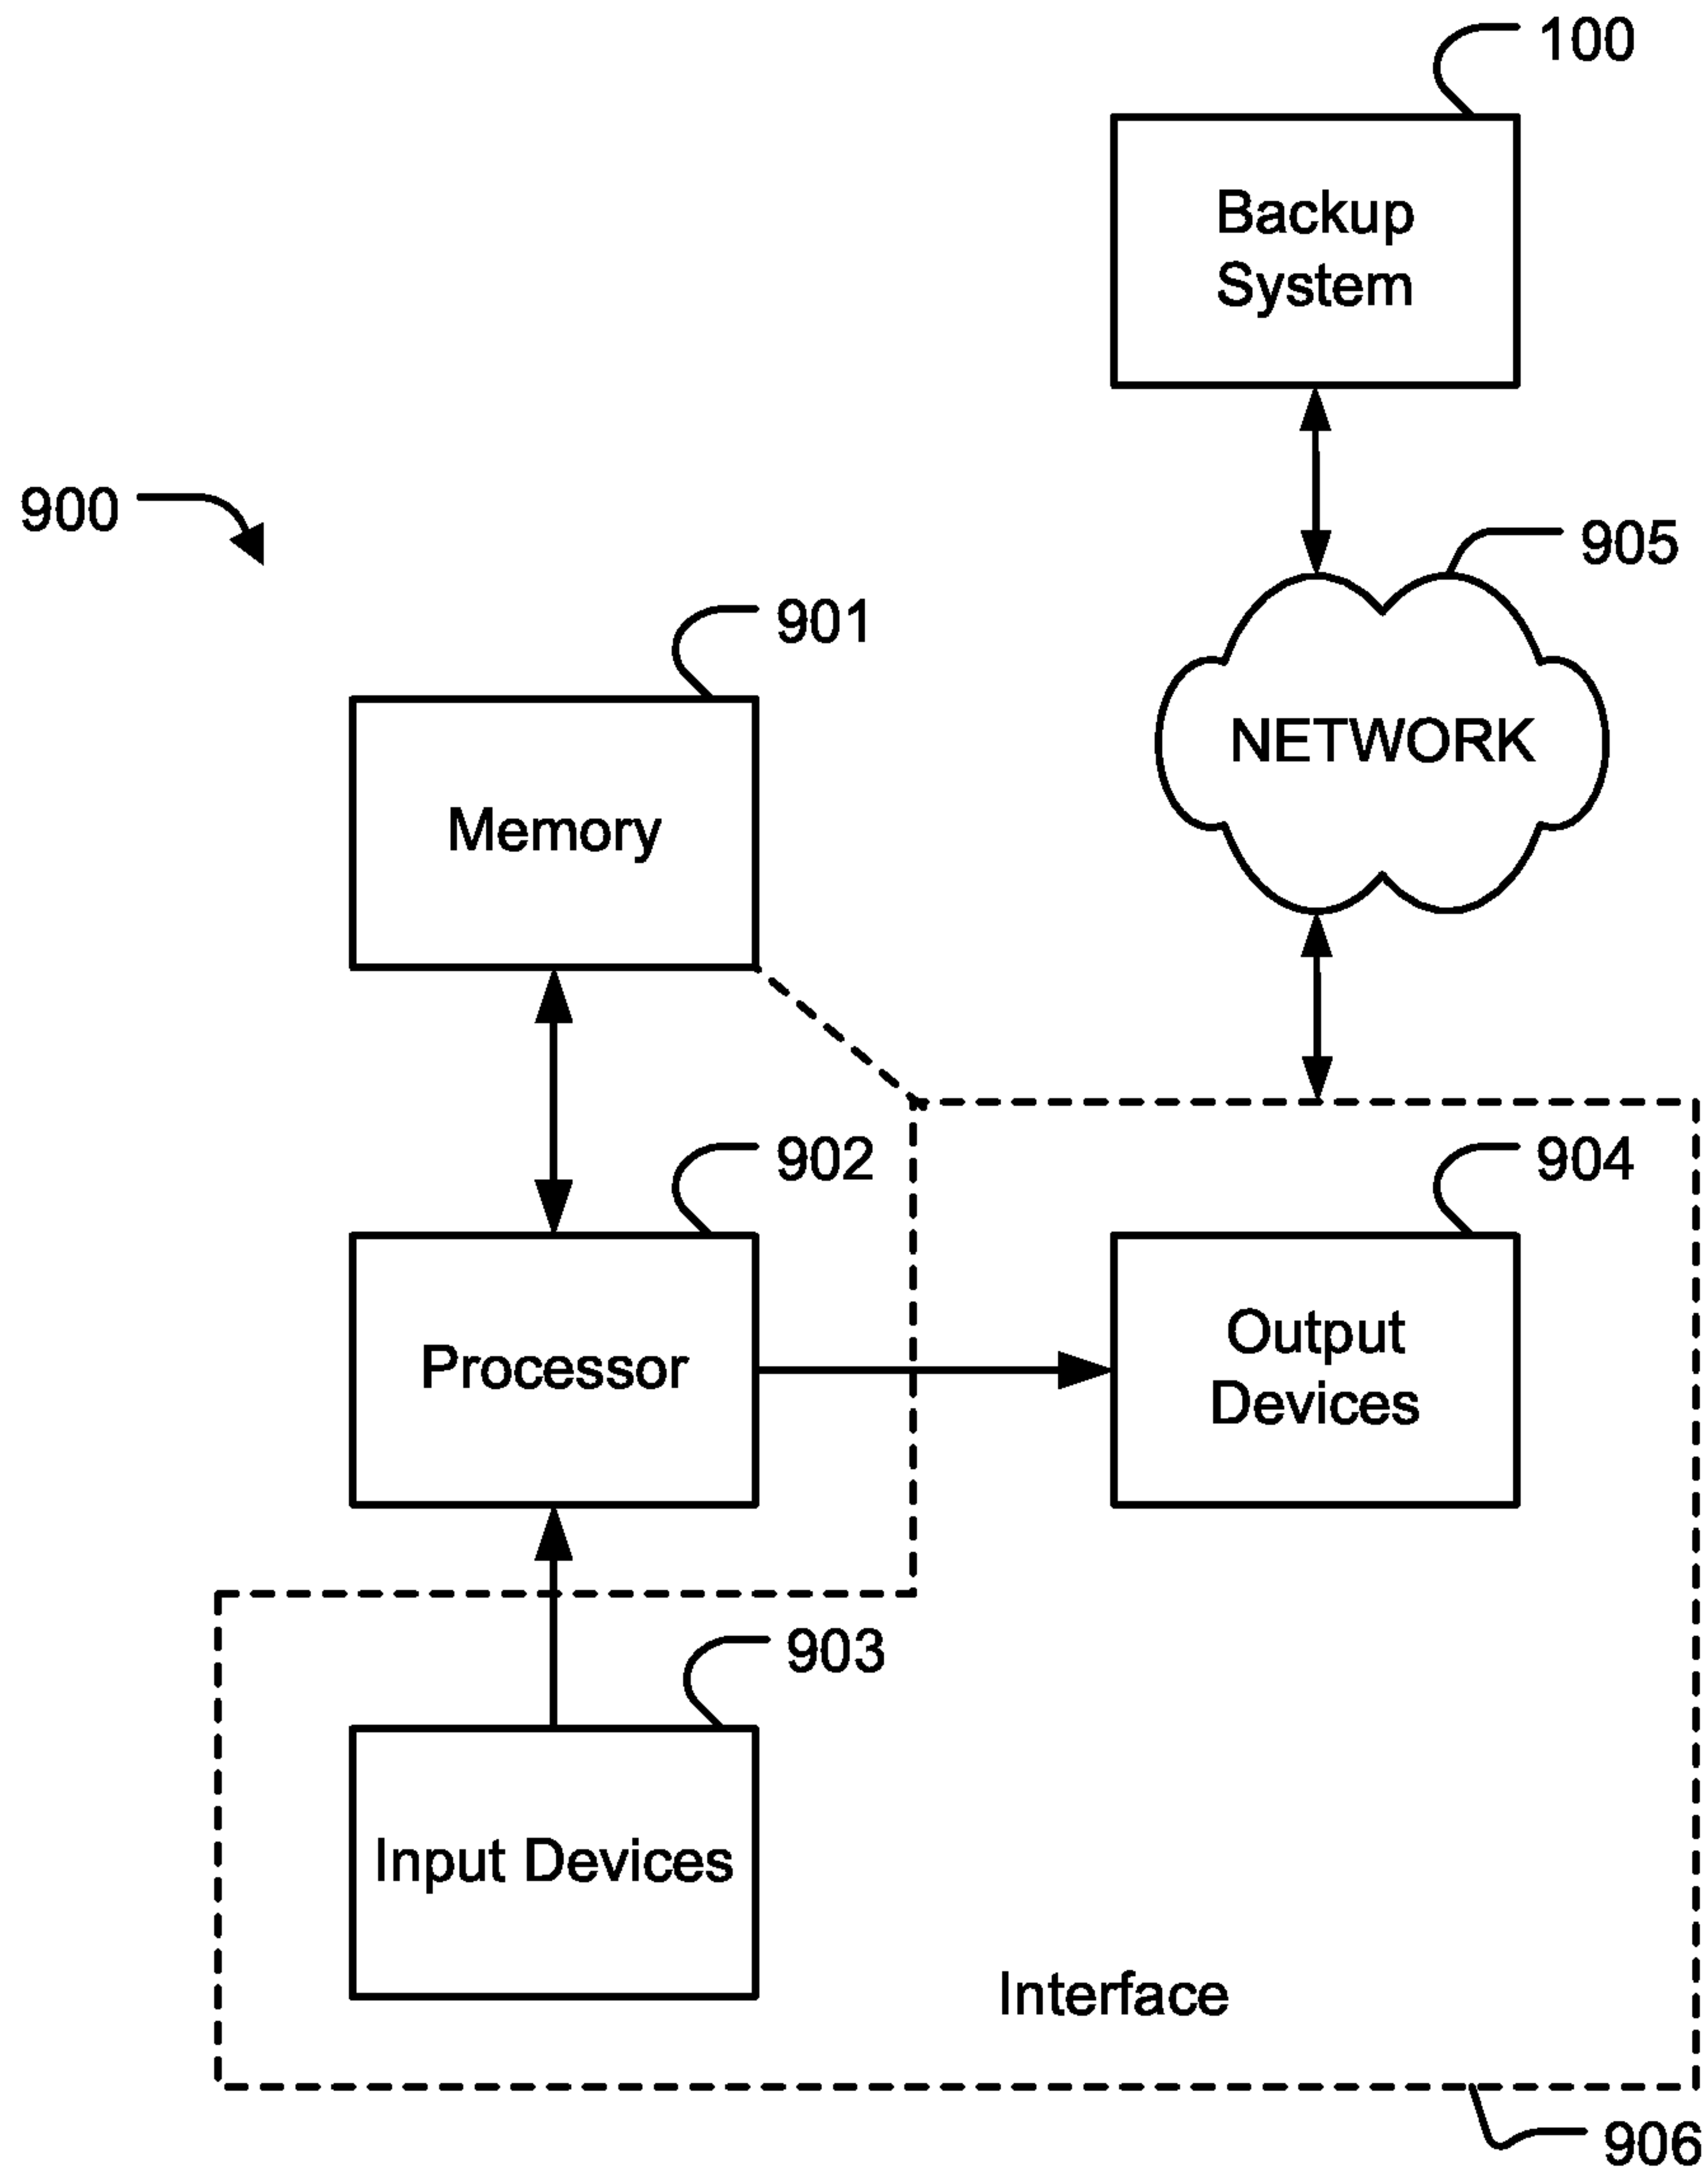 100
Backup
System
900
905
901
NETWORK
Memory
902
904
Processor
Output
Devices
903
Input Devices
Interface
906